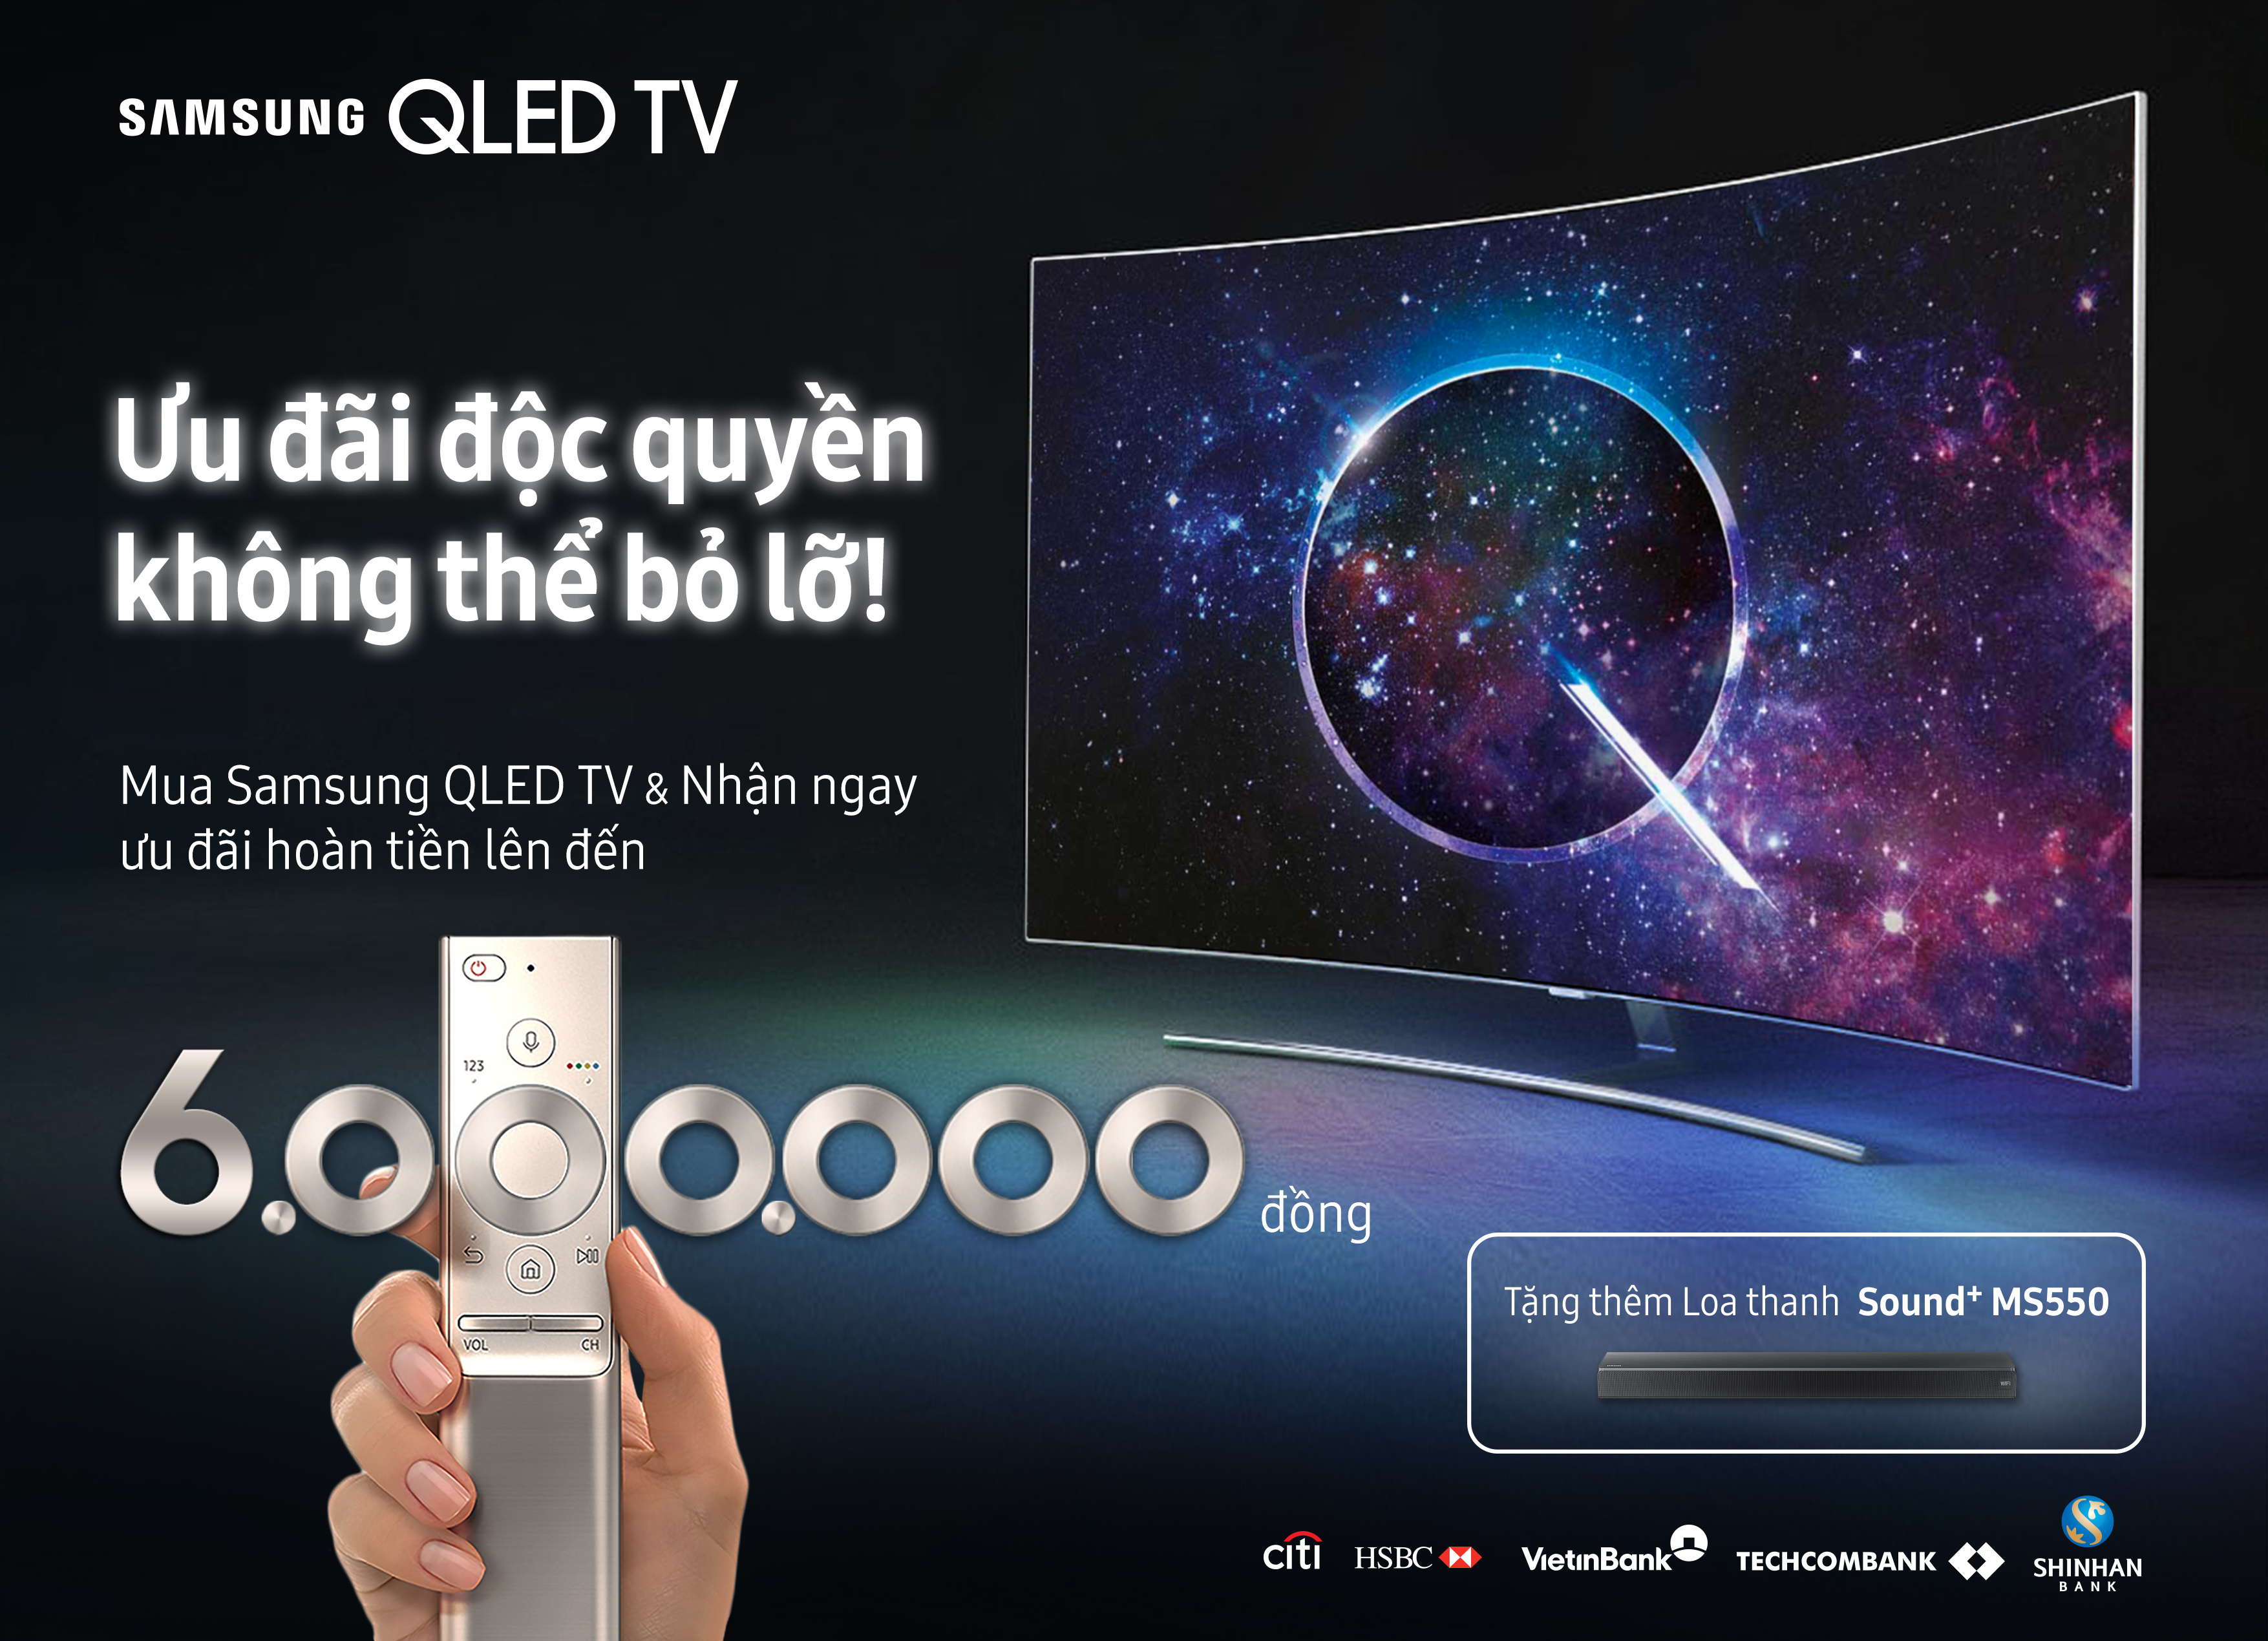 SAMSUNG QLED TV
Ưu đãi độc quyền
không thể bỏ lỡ!
Mua Samsung QLED TV & Nhận ngay
ưu đãi hoàn tiền lên đến
123
6.000.000 đồng
VOL CH
Tặng thêm Loa thanh Sound+ MS550
citi HSBC VietinBank TECHCOMBANK SHINHAN
BANK